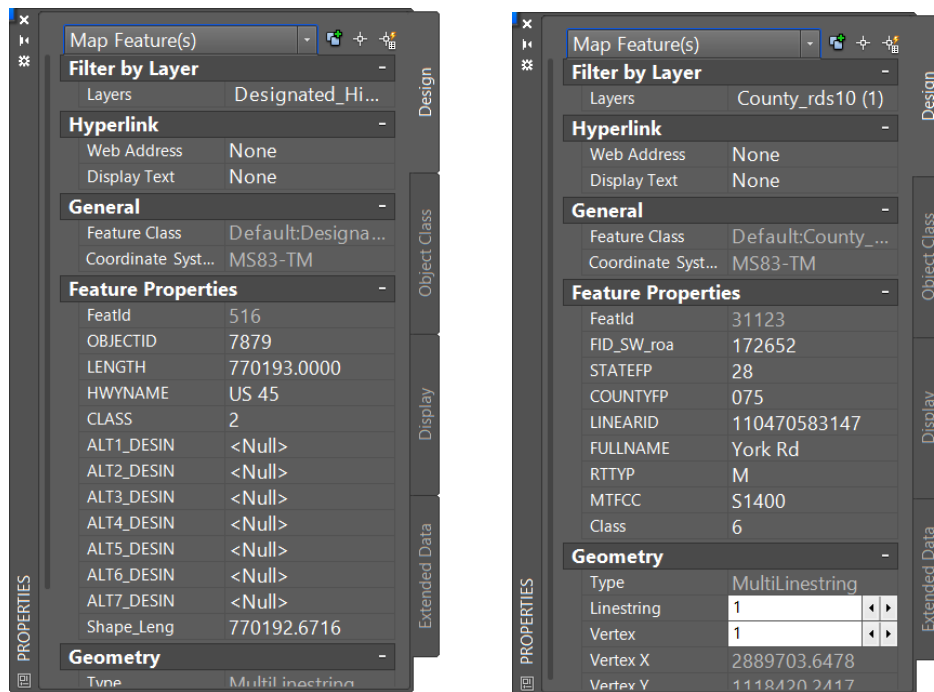 Map Feature(s)
Filter by Layer
Layers Designated_Hi...
Hyperlink
Web Address None
Display Text None
General
Feature Class Default:Designa...
Coordinate Syst... MS83-TM
Feature Properties
FeatId 516
OBJECTID 7879
LENGTH 770193.0000
HWYNAME US 45
CLASS 2
ALT1_DESIN <Null>
ALT2_DESIN <Null>
ALT3_DESIN <Null>
ALT4_DESIN <Null>
ALT5_DESIN <Null>
ALT6_DESIN <Null>
ALT7_DESIN <Null>
Shape_Leng 770192.6716
Geometry
Type MultiLinestring
Design
Object Class
Display
Extended Data
PROPERTIES
Map Feature(s)
Filter by Layer
Layers County_rds10 (1)
Hyperlink
Web Address None
Display Text None
General
Feature Class Default:County_...
Coordinate Syst... MS83-TM
Feature Properties
FeatId 31123
FID_SW_roa 172652
STATEFP 28
COUNTYFP 075
LINEARID 110470583147
FULLNAME York Rd
RTTYP M
MTFCC S1400
Class 6
Geometry
Type MultiLinestring
Linestring 1
Vertex 1
Vertex X 2889703.6478
Vertex Y 1118420.2417
Design
Object Class
Display
Extended Data
PROPERTIES